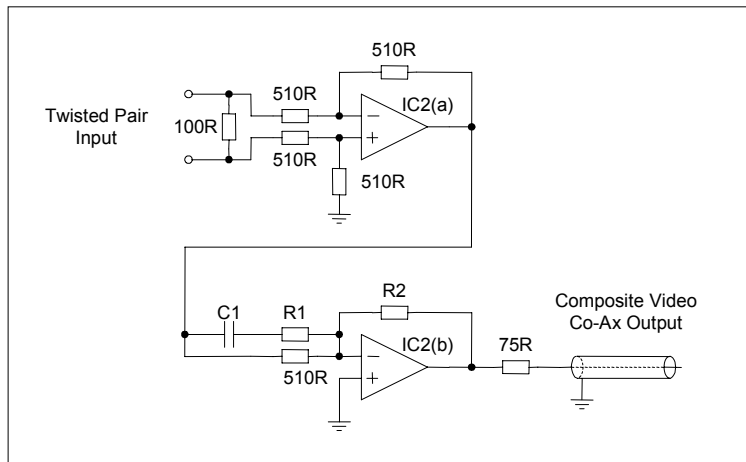 510R
510R
IC2(a)
Twisted Pair
Input
100R
510R
510R
C1
R1
R2
Composite Video
Co-Ax Output
IC2(b)
75R
510R